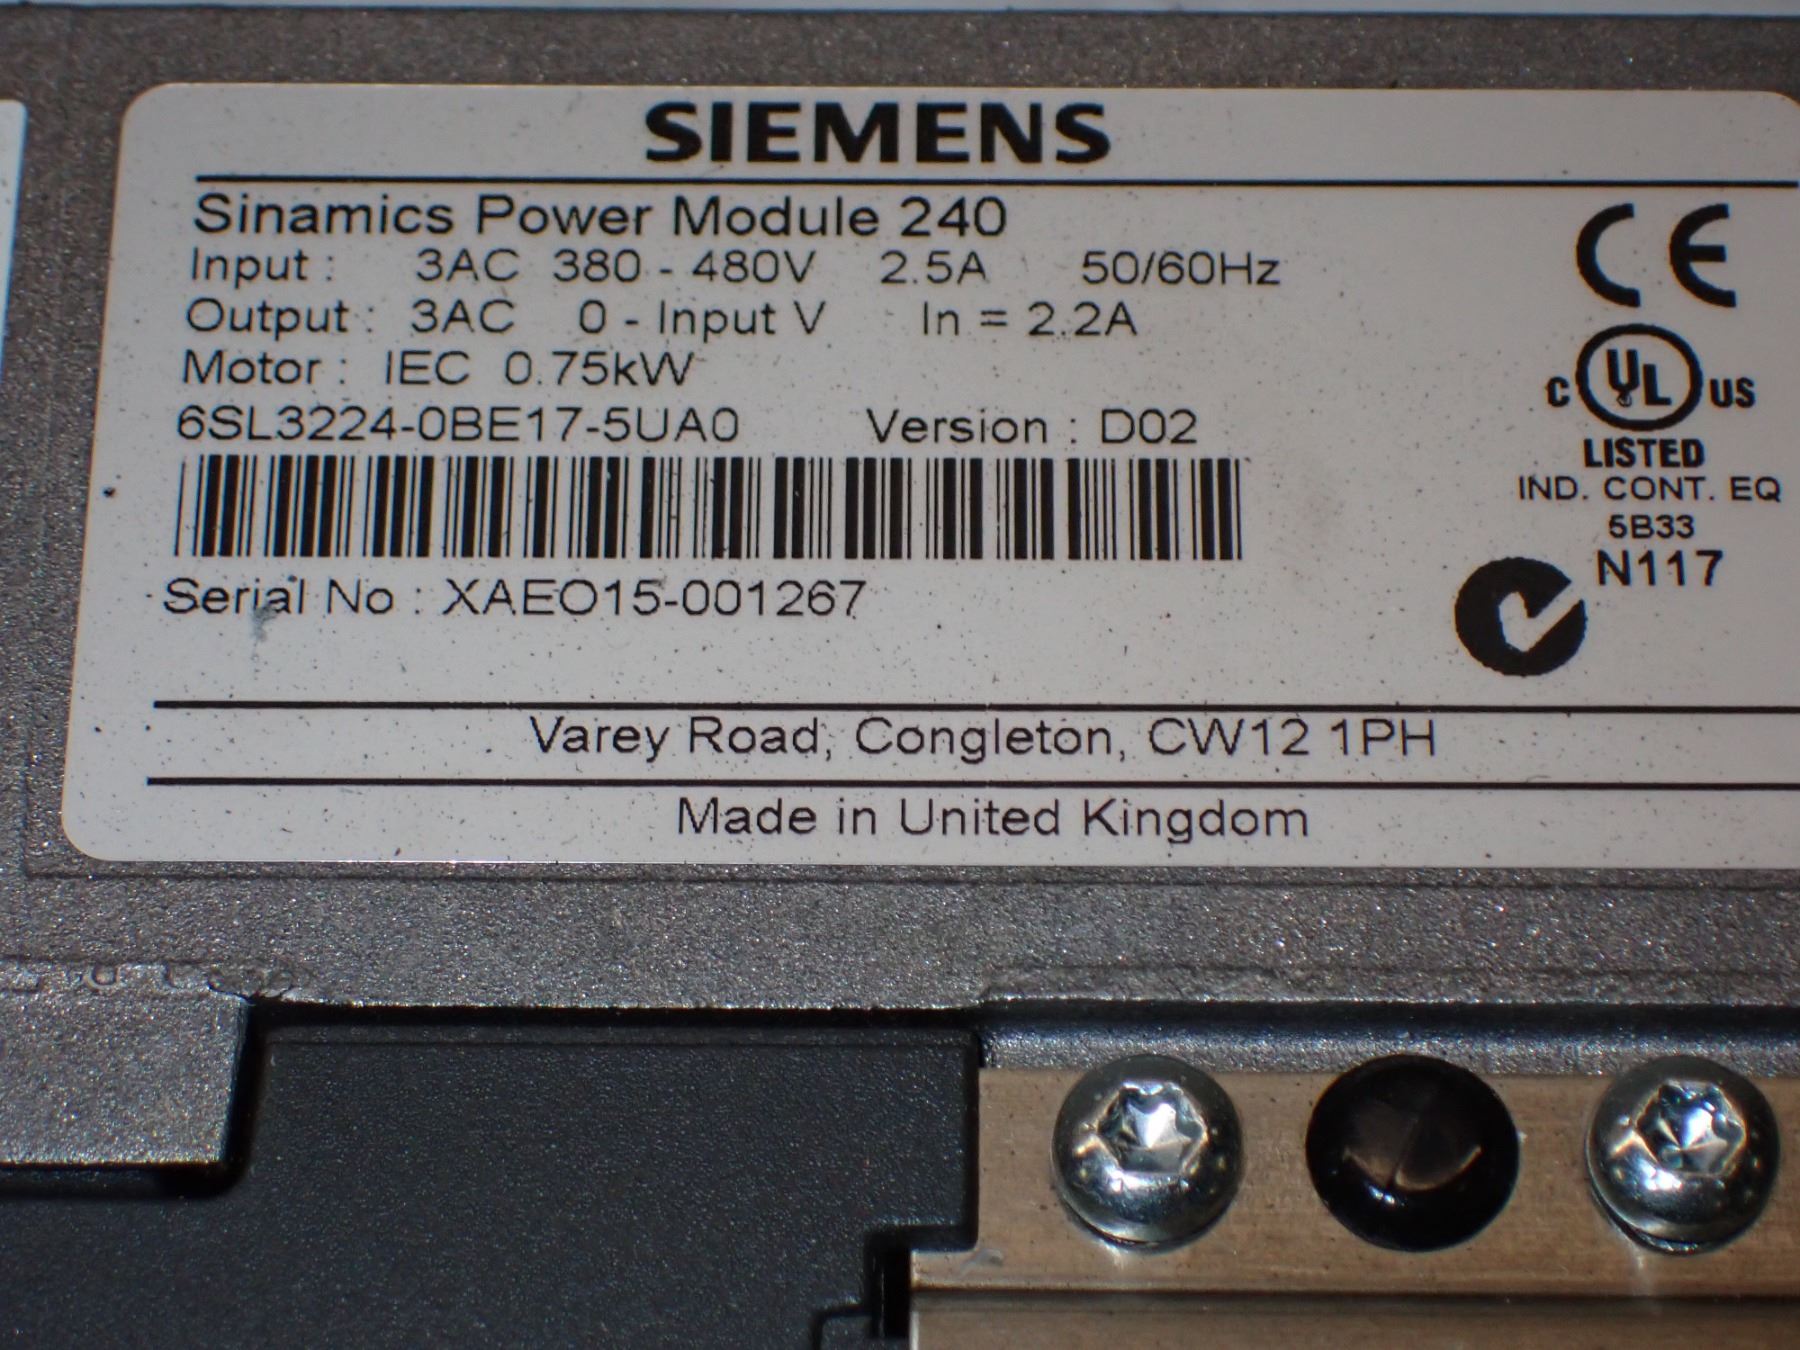 SIEMENS
Sinamics Power Module 240
Input : 3AC 380 - 480V 2.5A 50/60Hz
Output : 3AC 0 - Input V In = 2.2A
Motor : IEC 0.75kW
6SL3224-0BE17-5UA0 Version : D02
Serial No : XAEO15-001267
CE
C UL US
LISTED
IND. CONT. EQ
5B33
N117
Varey Road, Congleton, CW12 1PH
Made in United Kingdom